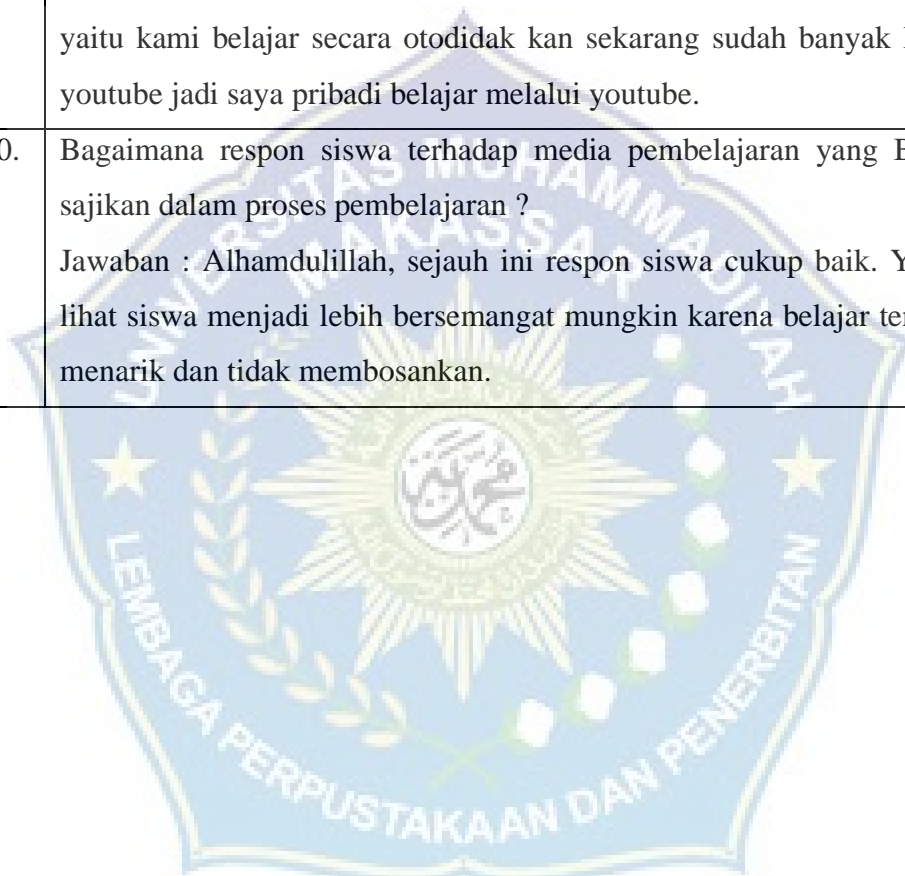 yaitu kami belajar secara otodidak kan sekarang sudah banyak
youtube jadi saya pribadi belajar melalui youtube.
0. Bagaimana respon siswa terhadap media pembelajaran yang
sajikan dalam proses pembelajaran ?
Jawaban : Alhamdulillah, sejauh ini respon siswa cukup baik.
lihat siswa menjadi lebih bersemangat mungkin karena belajar
menarik dan tidak membosankan.
UNIVERSITAS MUHAMMADIYAH
MAKASSAR
LEMBAGA PERPUSTAKAAN DAN PENERBITAN